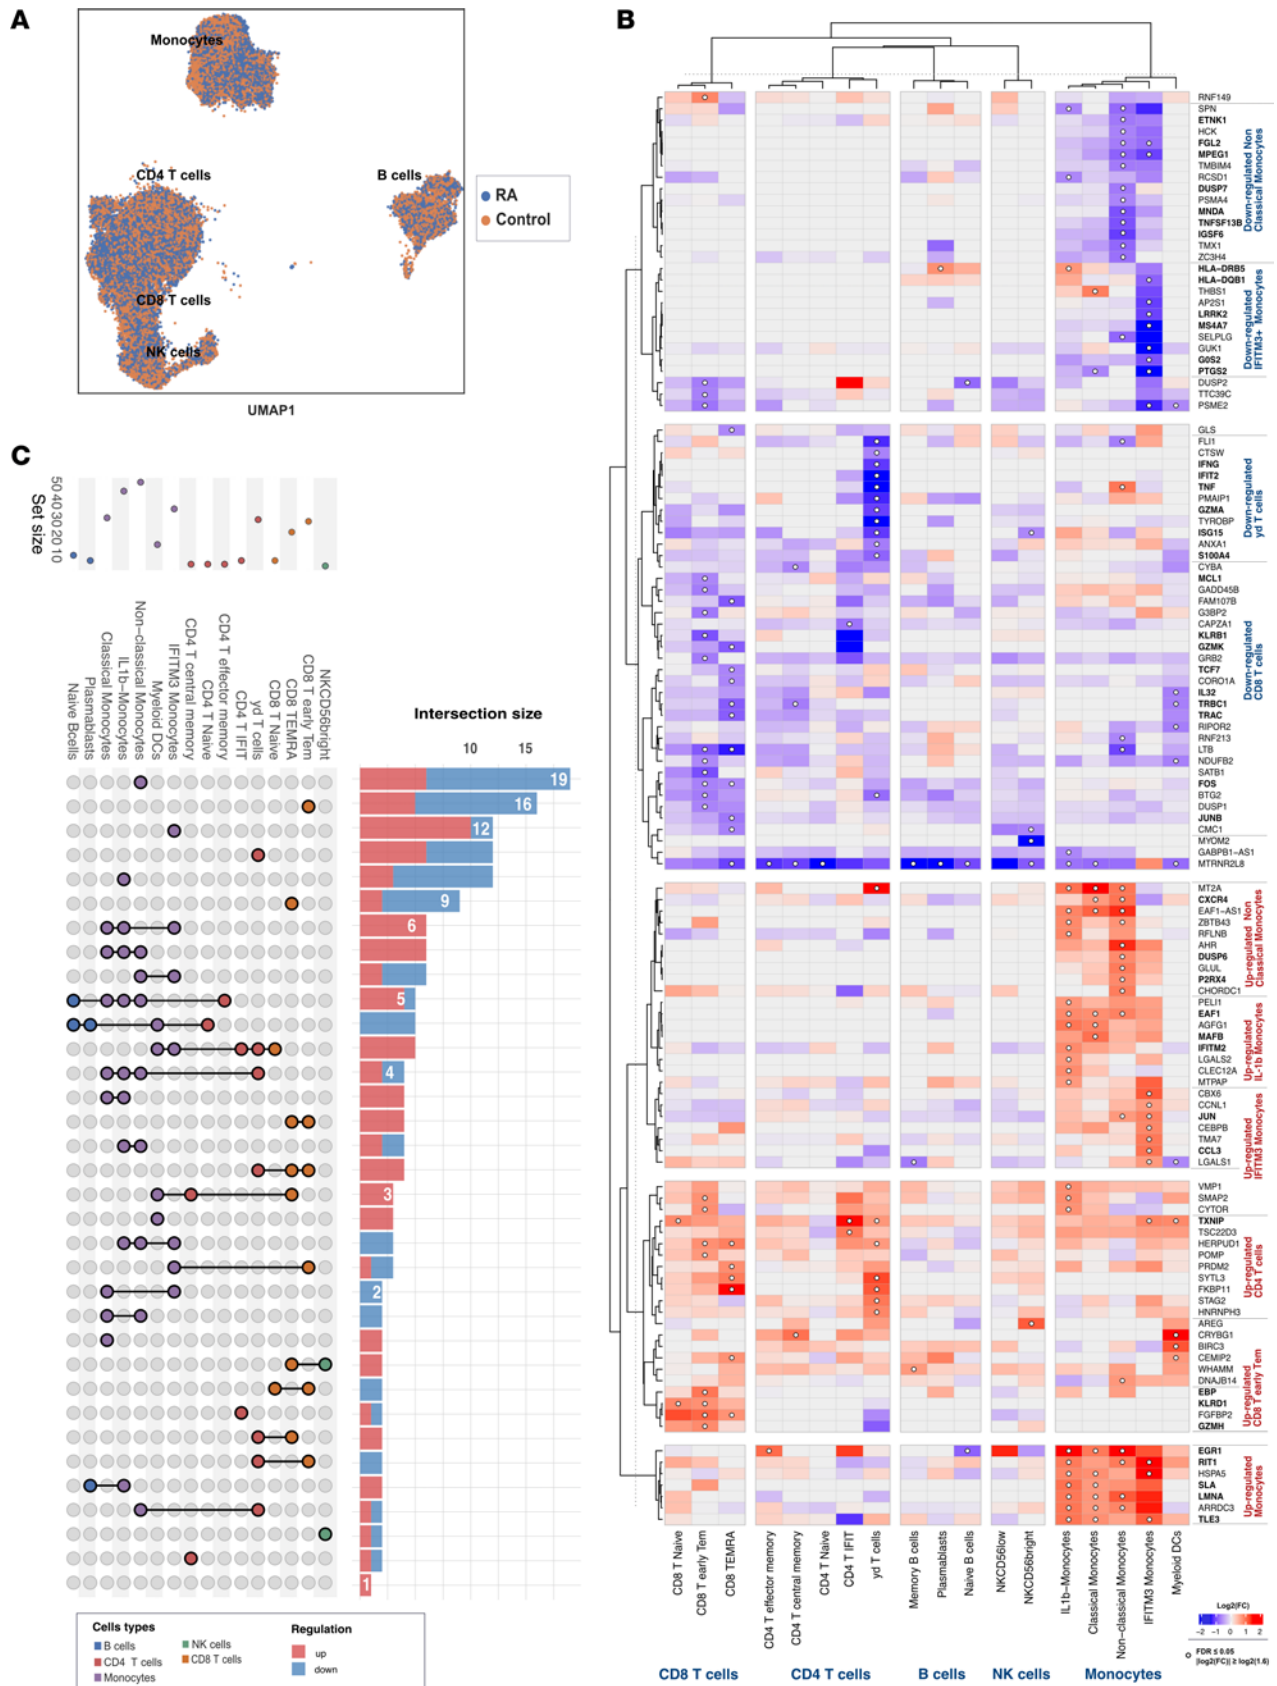 A
Monocytes
CD4 T cells
B cells
CD8 T cells
NK cells
UMAP1
RA
Control
B
RNF149
SPN
ETNK1
HCK
FGL2
MPEG1
TMBIM4
RCSD1
DUSP7
PSMA4
MNDA
TNFSF13B
IGSF6
TMX1
ZC3H4
HLA-DRB5
HLA-DQB1
THBS1
AP2S1
LRRK2
MS4A7
SELPLG
GUK1
G0S2
PTGS2
DUSP2
TTC39C
PSME2
Down-regulated Non
Classical Monocytes
Down-regulated
IFITM3+ Monocytes
GLS
FLI1
CTSW
IFNG
IFIT2
TNF
PMAIP1
GZMA
TYROBP
ISG15
ANXA1
S100A4
CYBA
MCL1
GADD45B
FAM107B
G3BP2
CAPZA1
KLRB1
GZMK
GRB2
TCF7
CORO1A
IL32
TRBC1
TRAC
RIPOR2
RNF213
LTB
NDUFB2
SATB1
FOS
BTG2
DUSP1
JUNB
CMC1
MYOM2
GABPB1-AS1
MTRNR2L8
Down-regulated
yd T cells
Down-regulated
CD8 T cells
MT2A
CXCR4
EAF1-AS1
ZBTB43
RFLNB
AHR
DUSP6
GLUL
P2RX4
CHORDC1
PELI1
EAF1
AGFG1
MAFB
IFITM2
LGALS2
CLEC12A
MTPAP
CBX6
CCNL1
JUN
CEBPB
TMA7
CCL3
LGALS1
Up-regulated Non
Classical Monocytes
Up-regulated
IL-1b Monocytes
Up-regulated
IFITM3 Monocytes
VMP1
SMAP2
CYTOR
TXNIP
TSC22D3
HERPUD1
POMP
PRDM2
SYTL3
FKBP11
STAG2
HNRNPH3
AREG
CRYBG1
BIRC3
CEMIP2
WHAMM
DNAJB14
EBP
KLRD1
FGFBP2
GZMH
Up-regulated
CD4 T cells
Up-regulated
CD8 T early Tem
EGR1
RIT1
HSPA5
SLA
LMNA
ARRDC3
TLE3
Up-regulated
Monocytes
CD8 T Naive
CD8 T early Tem
CD8 TEMRA
CD4 T effector memory
CD4 T central memory
CD4 T Naive
CD4 T IFIT
yd T cells
Memory B cells
Plasmablasts
Naive B cells
NKCD56low
NKCD56bright
IL1b-Monocytes
Classical Monocytes
Non-classical Monocytes
IFITM3 Monocytes
Myeloid DCs
CD8 T cells
CD4 T cells
B cells
NK cells
Monocytes
Log2(FC)
-2 -1 0 1 2
FDR ≤ 0.05
|log2(FC)| ≥ log2(1.6)
C
50 40 30 20 10
Set size
Naive Bcells
Plasmablasts
Classical Monocytes
IL1b-Monocytes
Non-classical Monocytes
Myeloid DCs
IFITM3 Monocytes
CD4 T central memory
CD4 T Naive
CD4 T effector memory
CD4 T IFIT
yd T cells
CD8 T Naive
CD8 TEMRA
CD8 T early Tem
NKCD56bright
Intersection size
10 15
19
16
12
9
6
5
4
3
2
1
Cells types
B cells
CD4 T cells
Monocytes
NK cells
CD8 T cells
Regulation
up
down